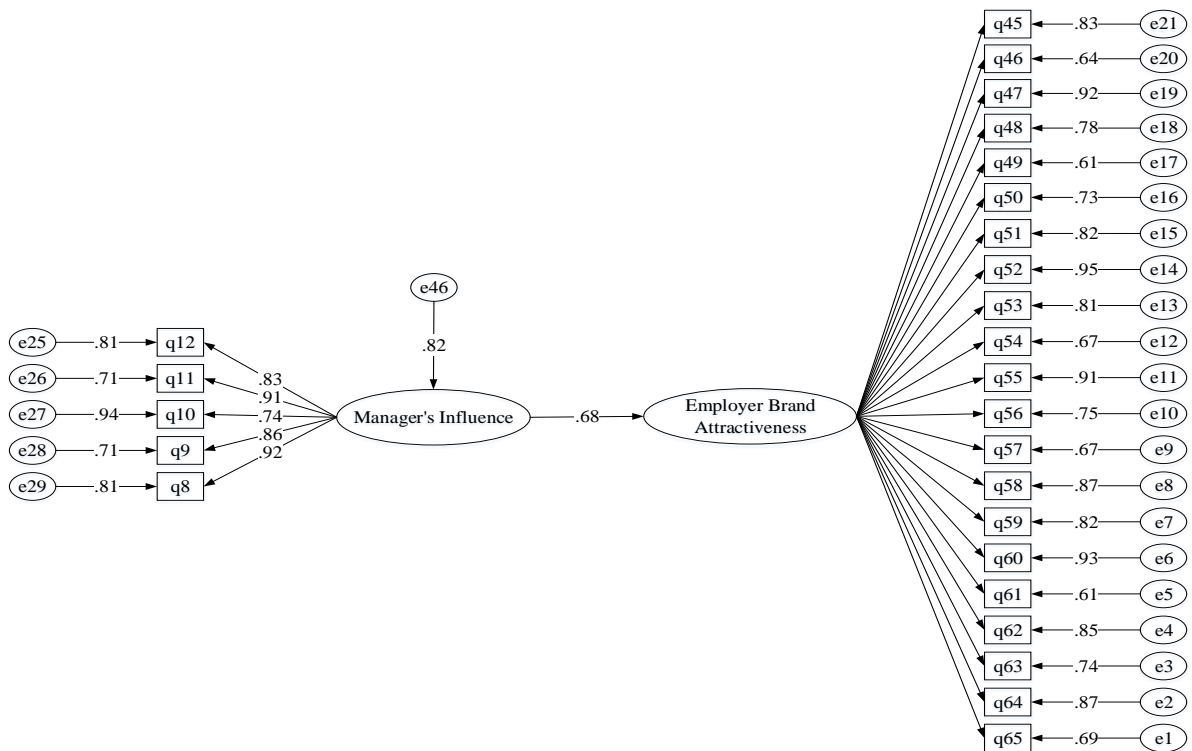 q45 .83 e21
q46 .64 e20
q47 .92 e19
q48 .78 e18
q49 .61 e17
q50 .73 e16
q51 .82 e15
q52 .95 e14
q53 .81 e13
q54 .67 e12
q55 .91 e11
q56 .75 e10
q57 .67 e9
q58 .87 e8
q59 .82 e7
q60 .93 e6
q61 .61 e5
q62 .85 e4
q63 .74 e3
q64 .87 e2
q65 .69 e1
e46
.82
e25 .81 q12 .83
e26 .71 q11 .91
e27 .94 q10 .74
e28 .71 q9 .86
e29 .81 q8 .92
Manager's Influence
.68
Employer Brand
Attractiveness